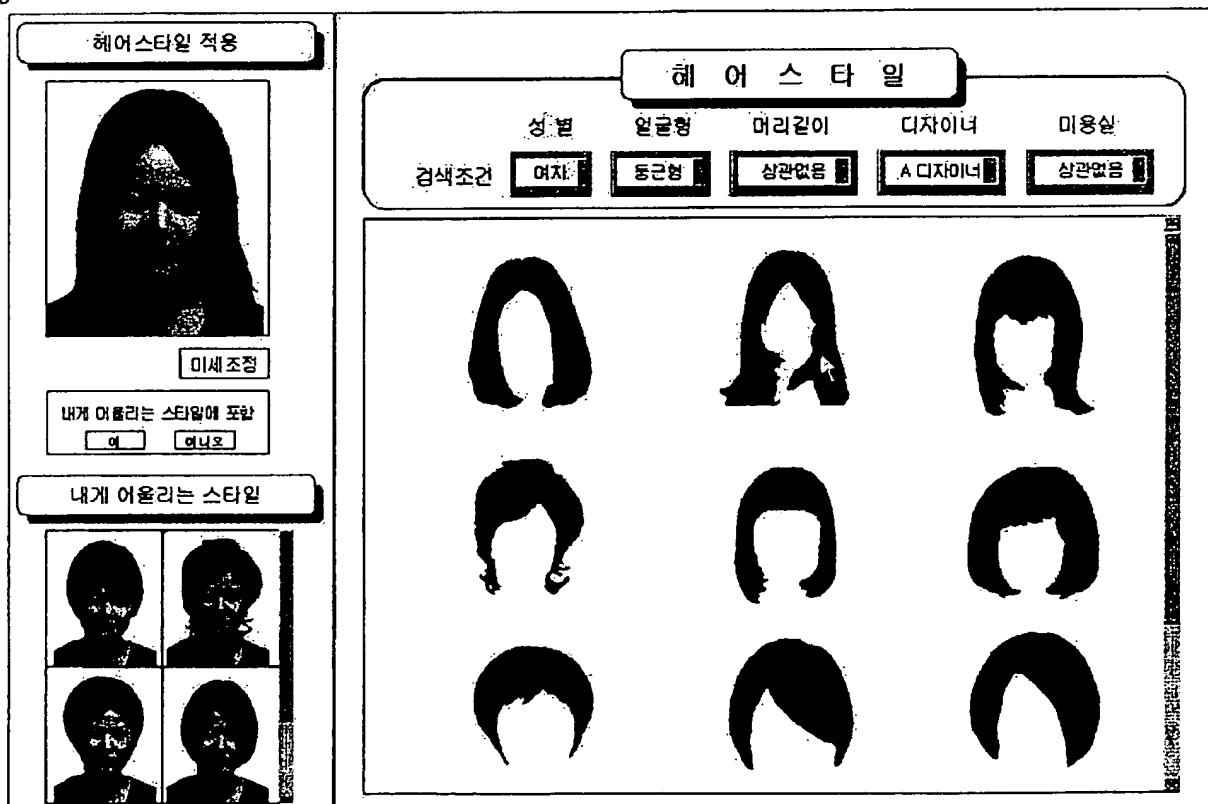 헤어스타일 적용
미세조정
내게 어울리는 스타일에 포함
예 아니오
내게 어울리는 스타일
헤 어 스 타 일
성 별 얼굴형 머리길이 디자이너 미용실
검색조건 여자 둥근형 상관없음 A 디자이너 상관없음